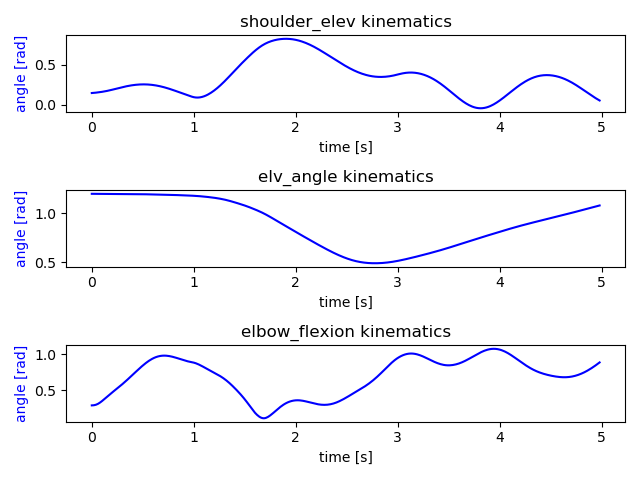 shoulder_elev kinematics
angle [rad]
0.5
0.0
0 1 2 3 4 5
time [s]
elv_angle kinematics
angle [rad]
1.0
0.5
0 1 2 3 4 5
time [s]
elbow_flexion kinematics
angle [rad]
1.0
0.5
0 1 2 3 4 5
time [s]